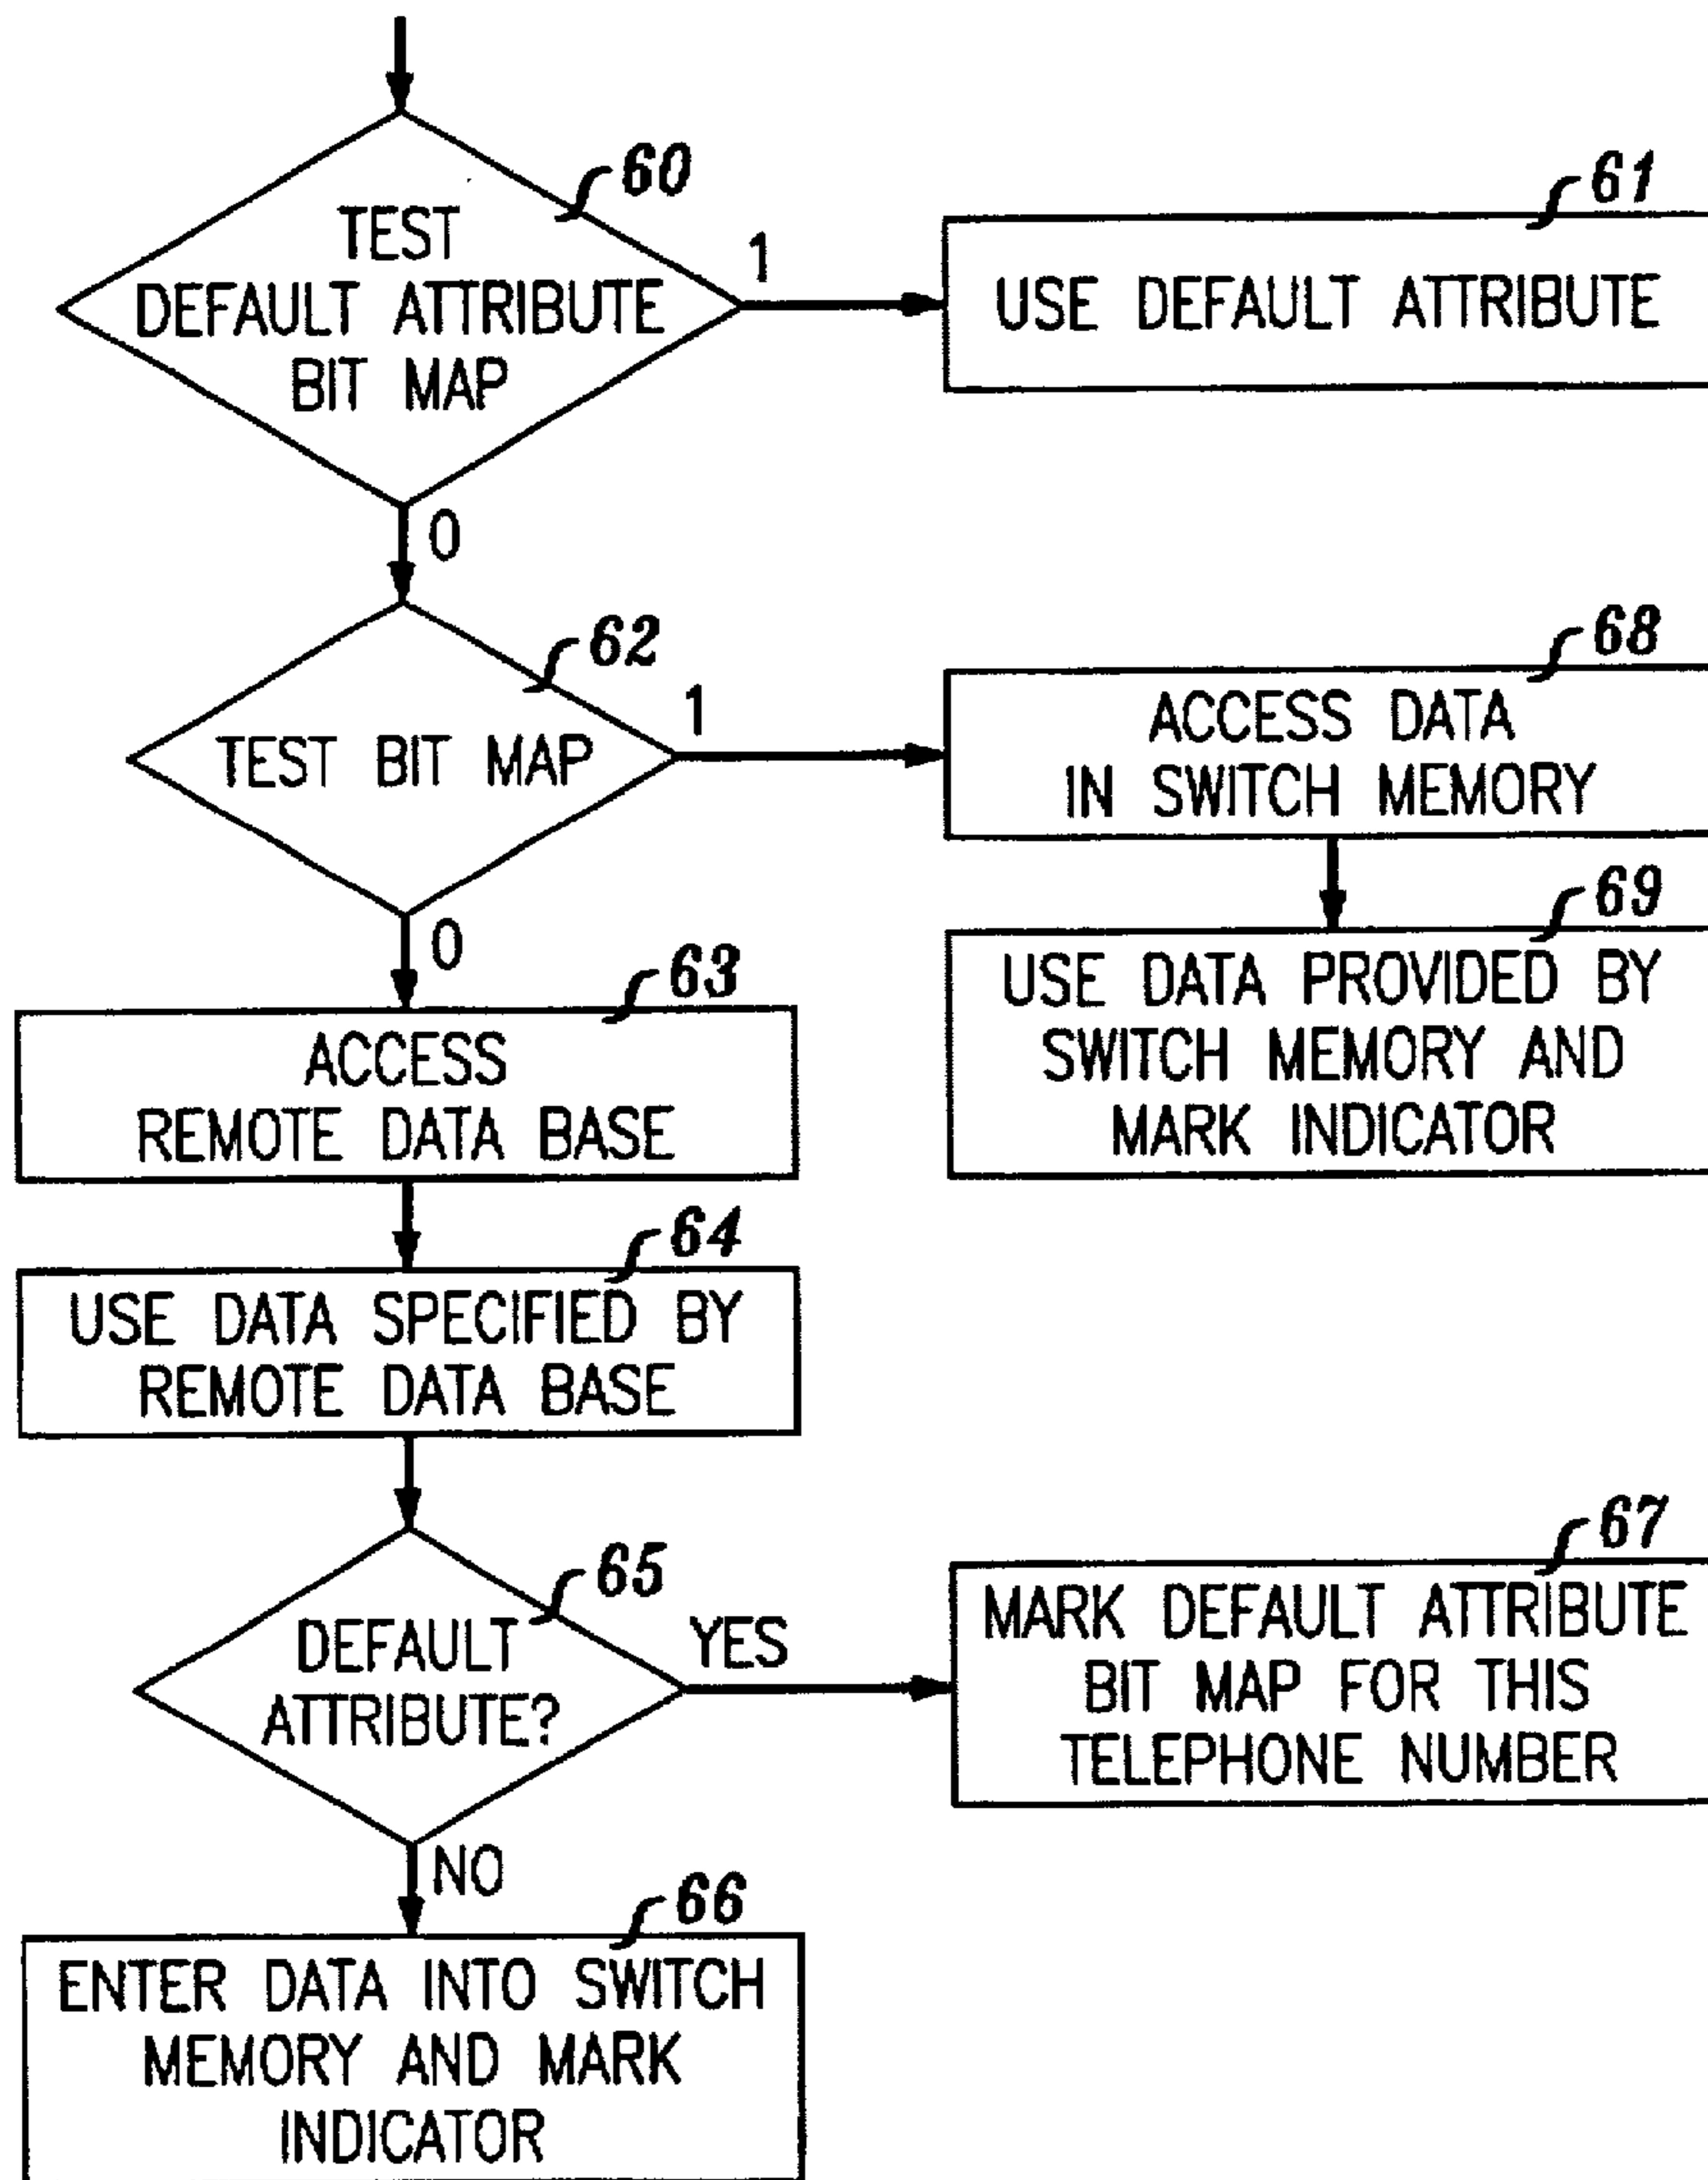 60
TEST
DEFAULT ATTRIBUTE
BIT MAP
1
61
USE DEFAULT ATTRIBUTE
0
62
TEST BIT MAP
1
68
ACCESS DATA
IN SWITCH MEMORY
0
69
USE DATA PROVIDED BY
SWITCH MEMORY AND
MARK INDICATOR
63
ACCESS
REMOTE DATA BASE
64
USE DATA SPECIFIED BY
REMOTE DATA BASE
65
DEFAULT
ATTRIBUTE?
YES
67
MARK DEFAULT ATTRIBUTE
BIT MAP FOR THIS
TELEPHONE NUMBER
NO
66
ENTER DATA INTO SWITCH
MEMORY AND MARK
INDICATOR